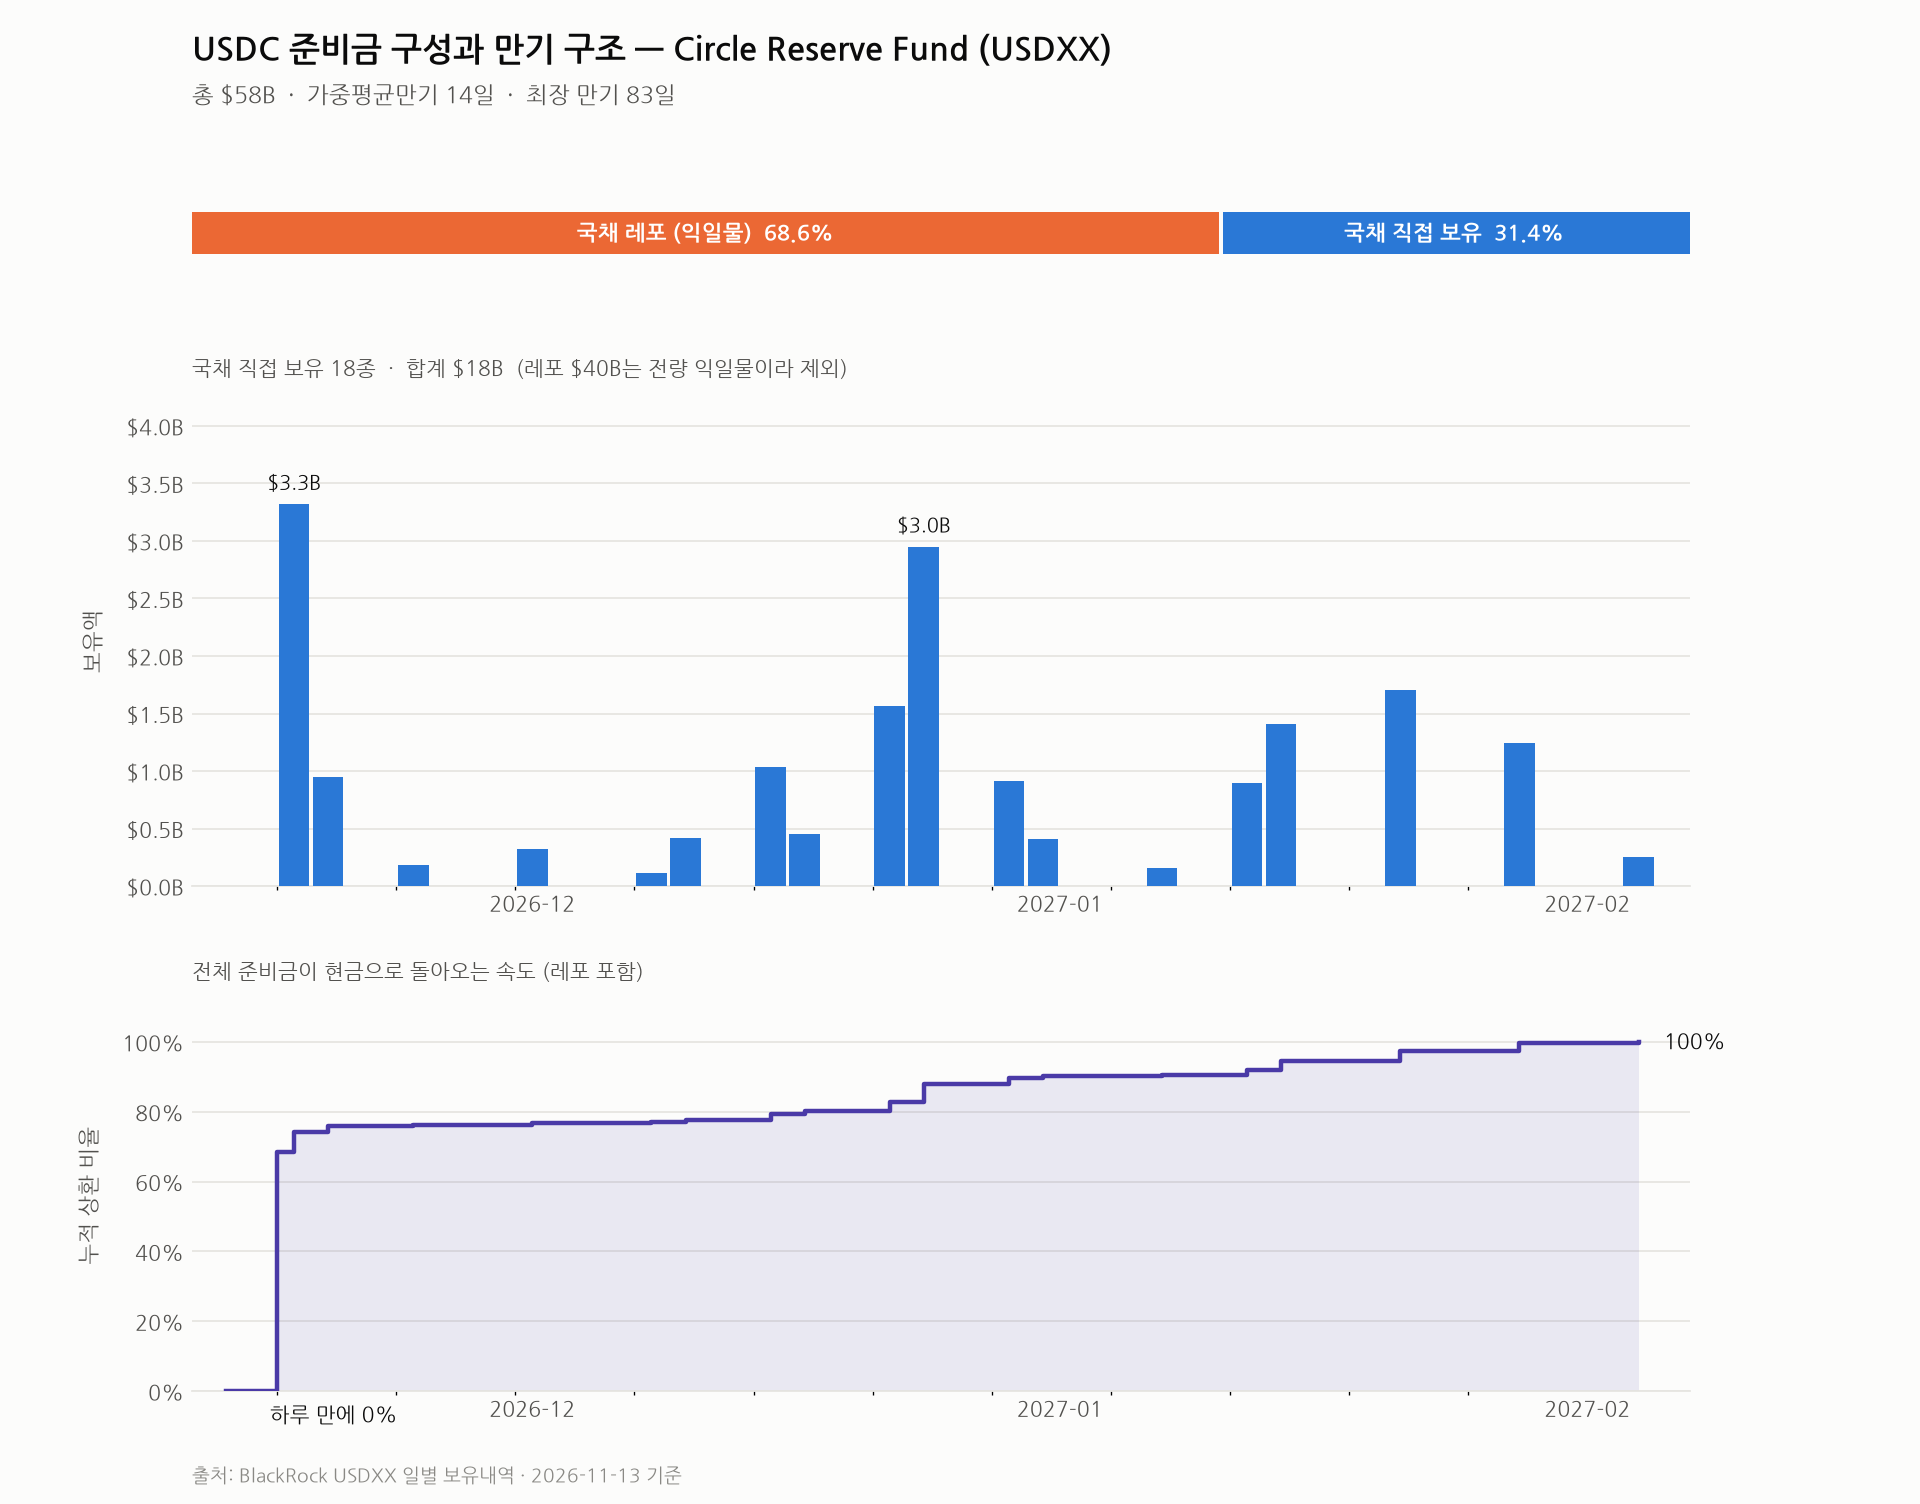 USDC 준비금 구성과 만기 구조 — Circle Reserve Fund (USDXX)
총 $58B · 가중평균만기 14일 · 최장 만기 83일
국채 레포 (익일물) 68.6%
국채 직접 보유 31.4%
국채 직접 보유 18종 · 합계 $18B (레포 $40B는 전량 익일물이라 제외)
보유액
$4.0B
$3.5B
$3.0B
$2.5B
$2.0B
$1.5B
$1.0B
$0.5B
$0.0B
$3.3B
$3.0B
2026-12
2027-01
2027-02
전체 준비금이 현금으로 돌아오는 속도 (레포 포함)
누적 상환 비율
100%
80%
60%
40%
20%
0%
100%
하루 만에 0%
2026-12
2027-01
2027-02
출처: BlackRock USDXX 일별 보유내역 · 2026-11-13 기준